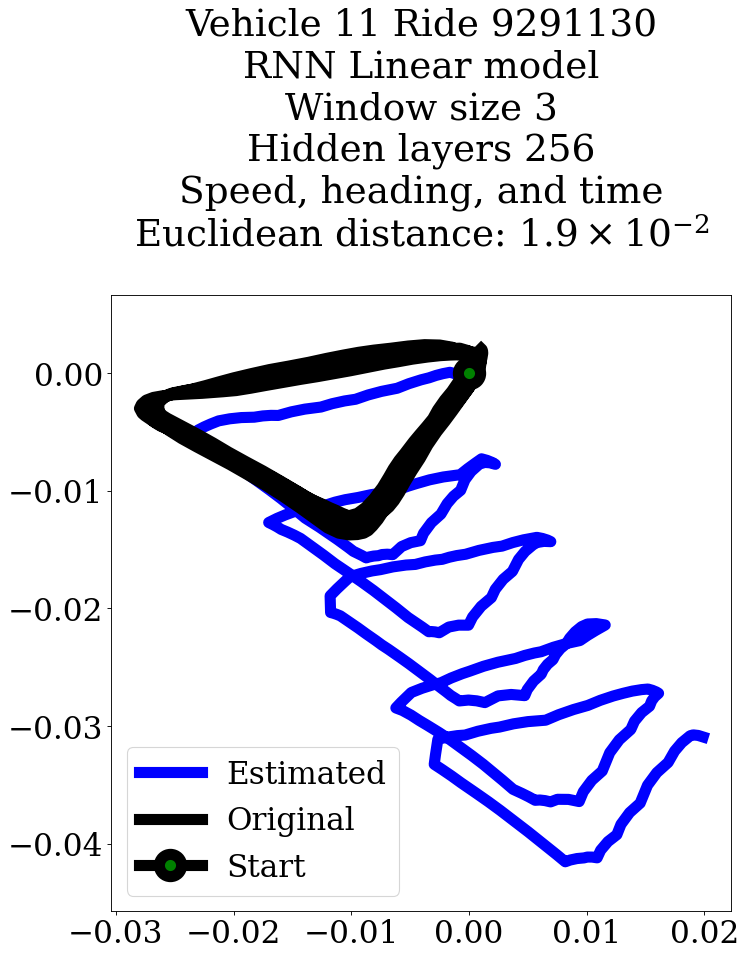 Vehicle 11 Ride 9291130
RNN Linear model
Window size 3
Hidden layers 256
Speed, heading, and time
Euclidean distance: 1.9 × 10⁻²
0.00
−0.01
−0.02
−0.03
−0.04
Estimated
Original
Start
−0.03 −0.02 −0.01 0.00 0.01 0.02